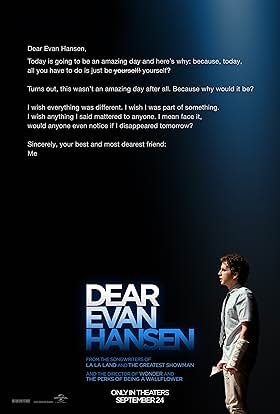 Dear Evan Hansen,
Today is going to be an amazing day and here's why: because, today,
all you have to do is just be yourself! yourself?
Turns out, this wasn't an amazing day after all. Because why would it be?
I wish everything was different. I wish I was part of something.
I wish anything I said mattered to anyone. I mean face it,
would anyone even notice if I disappeared tomorrow?
Sincerely, your best and most dearest friend:
Me
DEAR
EVAN
HANSEN
FROM THE SONGWRITERS OF
LA LA LAND AND THE GREATEST SHOWMAN
AND THE DIRECTOR OF WONDER AND
THE PERKS OF BEING A WALLFLOWER
ONLY IN THEATERS
SEPTEMBER 24